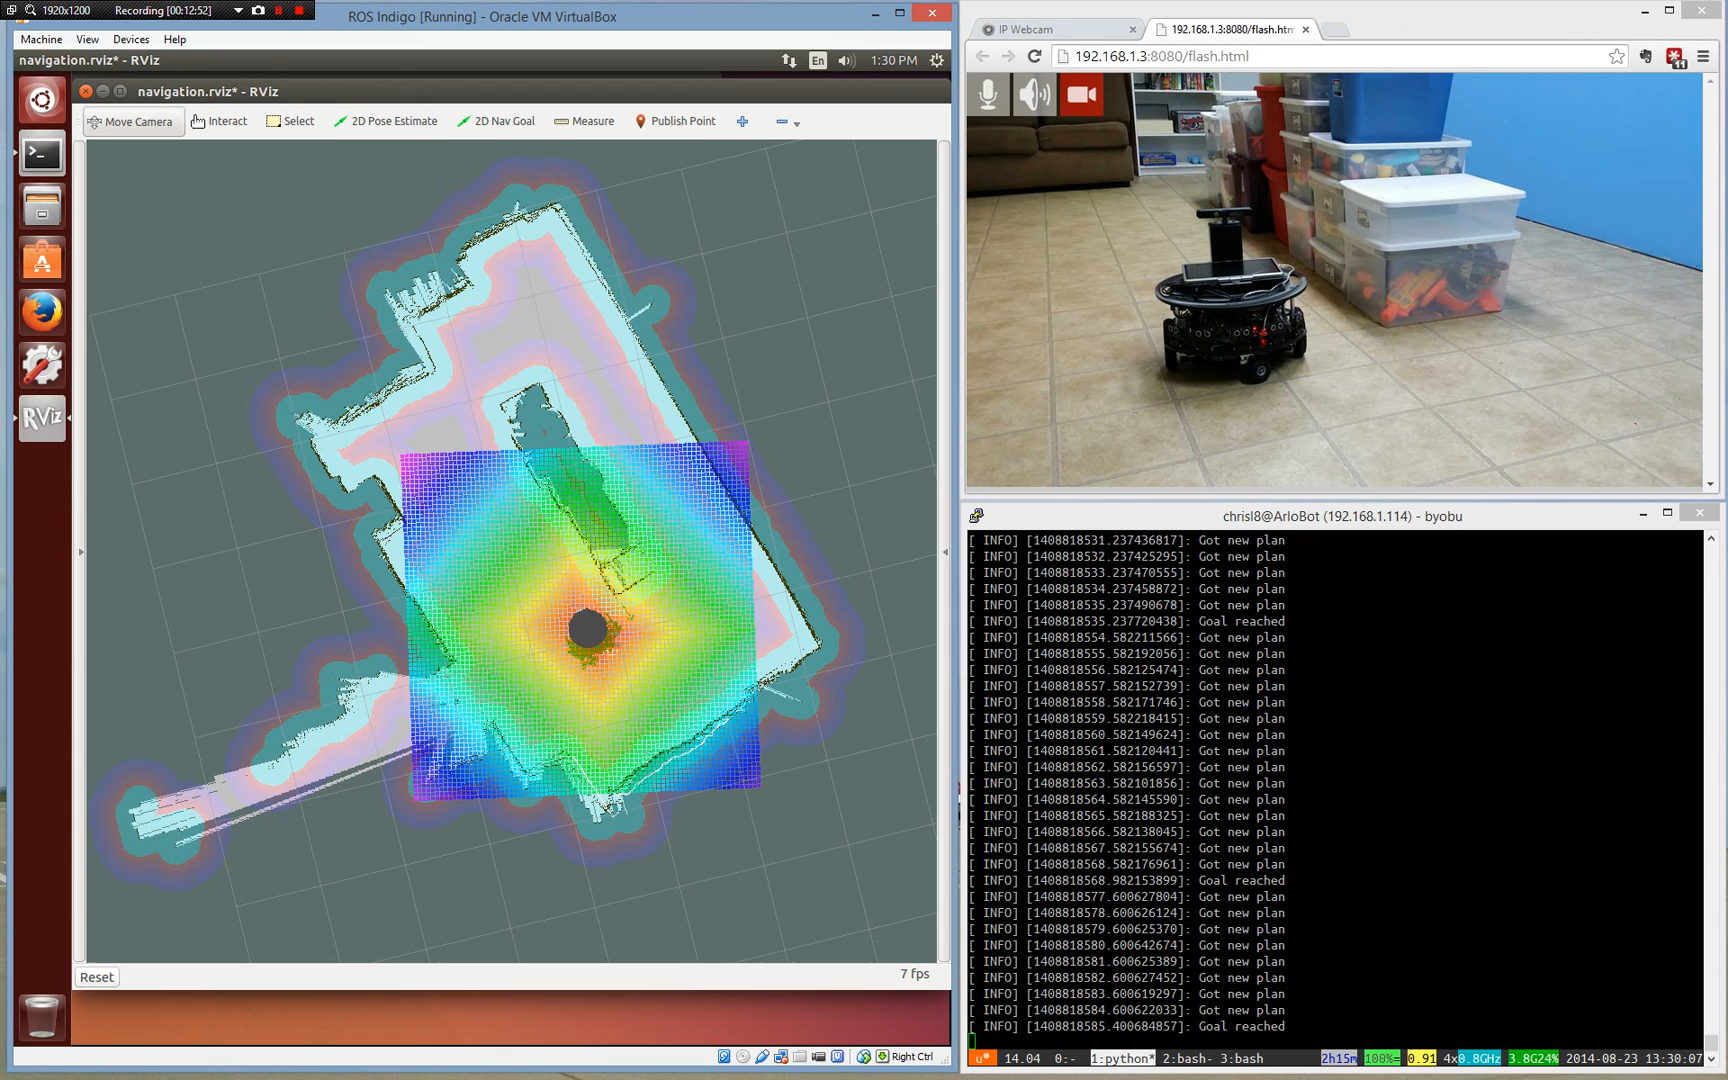 1920x1200 Recording [00:12:52]
ROS Indigo [Running] - Oracle VM VirtualBox
Machine View Devices Help
navigation.rviz* - RViz En 1:30 PM
navigation.rviz* - RViz
Move Camera Interact Select 2D Pose Estimate 2D Nav Goal Measure Publish Point
RViz
Reset 7 fps
Right Ctrl
IP Webcam 192.168.1.3:8080/flash.htm
192.168.1.3:8080/flash.html
11
chrisl8@ArloBot (192.168.1.114) - byobu
[ INFO] [1408818531.237436817]: Got new plan
[ INFO] [1408818532.237425295]: Got new plan
[ INFO] [1408818533.237470555]: Got new plan
[ INFO] [1408818534.237458872]: Got new plan
[ INFO] [1408818535.237490678]: Got new plan
[ INFO] [1408818535.237720438]: Goal reached
[ INFO] [1408818554.582211566]: Got new plan
[ INFO] [1408818555.582192056]: Got new plan
[ INFO] [1408818556.582125474]: Got new plan
[ INFO] [1408818557.582152739]: Got new plan
[ INFO] [1408818558.582171746]: Got new plan
[ INFO] [1408818559.582218415]: Got new plan
[ INFO] [1408818560.582149624]: Got new plan
[ INFO] [1408818561.582120441]: Got new plan
[ INFO] [1408818562.582156597]: Got new plan
[ INFO] [1408818563.582101856]: Got new plan
[ INFO] [1408818564.582145590]: Got new plan
[ INFO] [1408818565.582188325]: Got new plan
[ INFO] [1408818566.582138045]: Got new plan
[ INFO] [1408818567.582155674]: Got new plan
[ INFO] [1408818568.582176961]: Got new plan
[ INFO] [1408818568.982153899]: Goal reached
[ INFO] [1408818577.600627804]: Got new plan
[ INFO] [1408818578.600626124]: Got new plan
[ INFO] [1408818579.600625370]: Got new plan
[ INFO] [1408818580.600642674]: Got new plan
[ INFO] [1408818581.600625389]: Got new plan
[ INFO] [1408818582.600627452]: Got new plan
[ INFO] [1408818583.600619297]: Got new plan
[ INFO] [1408818584.600622033]: Got new plan
[ INFO] [1408818585.400684857]: Goal reached
u* 14.04 0:- 1:python* 2:bash- 3:bash 2h15m 100%= 0.91 4x0.8GHz 3.8G24% 2014-08-23 13:30:07